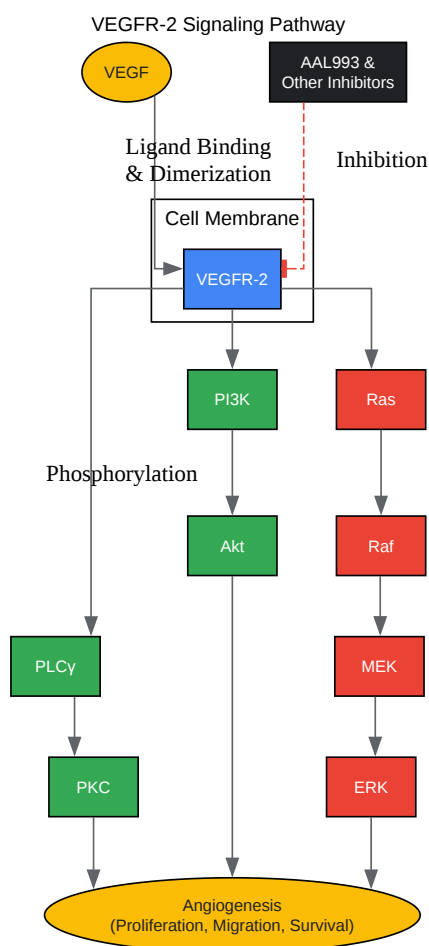 VEGFR-2 Signaling Pathway
VEGF
AAL993 &
Other Inhibitors
Ligand Binding
& Dimerization
Inhibition
Cell Membrane
VEGFR-2
PI3K
Ras
Phosphorylation
Akt
Raf
PLCγ
MEK
PKC
ERK
Angiogenesis
(Proliferation, Migration, Survival)